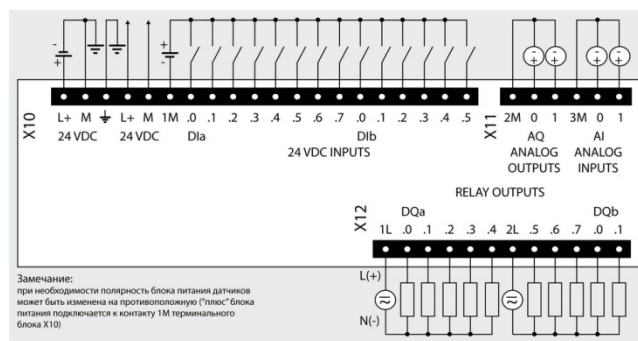 - + - +
X10
L+ M L+ M 1M .0 .1 .2 .3 .4 .5 .6 .7 .0 .1 .2 .3 .4 .5
24 VDC 24 VDC DIa DIb
24 VDC INPUTS
X11
2M 0 1 3M 0 1
AQ AI
ANALOG ANALOG
OUTPUTS INPUTS
RELAY OUTPUTS
X12
DQa DQb
1L .0 .1 .2 .3 .4 2L .5 .6 .7 .0 .1
L(+)
N(-)
Замечание:
при необходимости полярность блока питания датчиков
может быть изменена на противоположную ("плюс" блока
питания подключается к контакту 1М терминального
блока X10)